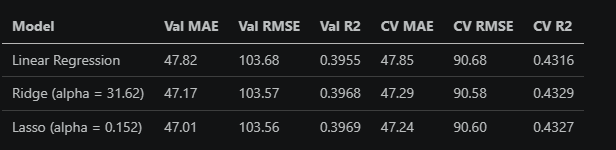 Model Val MAE Val RMSE Val R2 CV MAE CV RMSE CV R2
Linear Regression 47.82 103.68 0.3955 47.85 90.68 0.4316
Ridge (alpha = 31.62) 47.17 103.57 0.3968 47.29 90.58 0.4329
Lasso (alpha = 0.152) 47.01 103.56 0.3969 47.24 90.60 0.4327